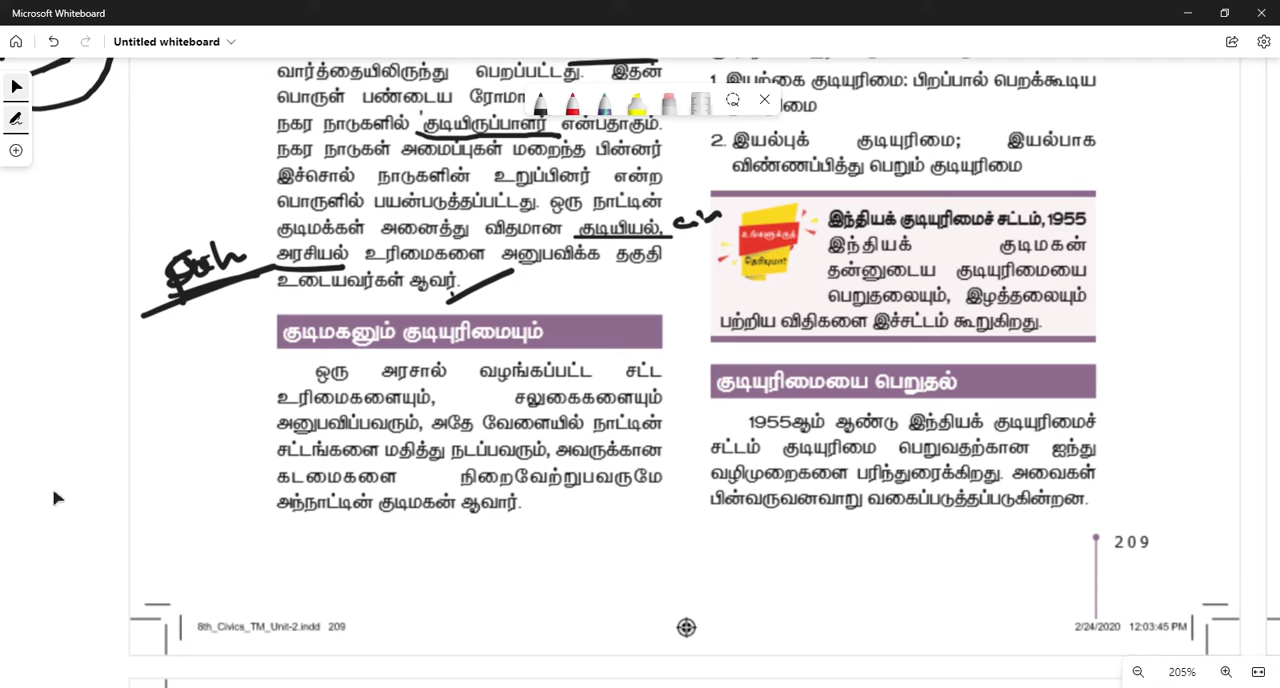 Microsoft Whiteboard
Untitled whiteboard
வார்த்தையிலிருந்து பெறப்பட்டது. இதன்
பொருள் பண்டைய ரோமா
நகர நாடுகளில் 'குடியிருப்பாளர்' என்பதாகும்.
நகர நாடுகள் அமைப்புகள் மறைந்த பின்னர்
இச்சொல் நாடுகளின் உறுப்பினர் என்ற
பொருளில் பயன்படுத்தப்பட்டது. ஒரு நாட்டின்
குடிமக்கள் அனைத்து விதமான குடியியல்,
அரசியல் உரிமைகளை அனுபவிக்க தகுதி
உடையவர்கள் ஆவர்.
குடிமகனும் குடியுரிமையும்
ஒரு அரசால் வழங்கப்பட்ட சட்ட
உரிமைகளையும், சலுகைகளையும்
அனுபவிப்பவரும், அதே வேளையில் நாட்டின்
சட்டங்களை மதித்து நடப்பவரும், அவருக்கான
கடமைகளை நிறைவேற்றுபவருமே
அந்நாட்டின் குடிமகன் ஆவார்.
1. இயற்கை குடியுரிமை: பிறப்பால் பெறக்கூடிய
மை
2. இயல்புக் குடியுரிமை; இயல்பாக
விண்ணப்பித்து பெறும் குடியுரிமை
உங்களுக்குத்
தெரியுமா?
இந்தியக் குடியுரிமைச் சட்டம், 1955
இந்தியக் குடிமகன்
தன்னுடைய குடியுரிமையை
பெறுதலையும், இழத்தலையும்
பற்றிய விதிகளை இச்சட்டம் கூறுகிறது.
குடியுரிமையை பெறுதல்
1955ஆம் ஆண்டு இந்தியக் குடியுரிமைச்
சட்டம் குடியுரிமை பெறுவதற்கான ஐந்து
வழிமுறைகளை பரிந்துரைக்கிறது. அவைகள்
பின்வருவனவாறு வகைப்படுத்தப்படுகின்றன.
209
8th_Civics_TM_Unit-2.indd 209
2/24/2020 12:03:45 PM
205%